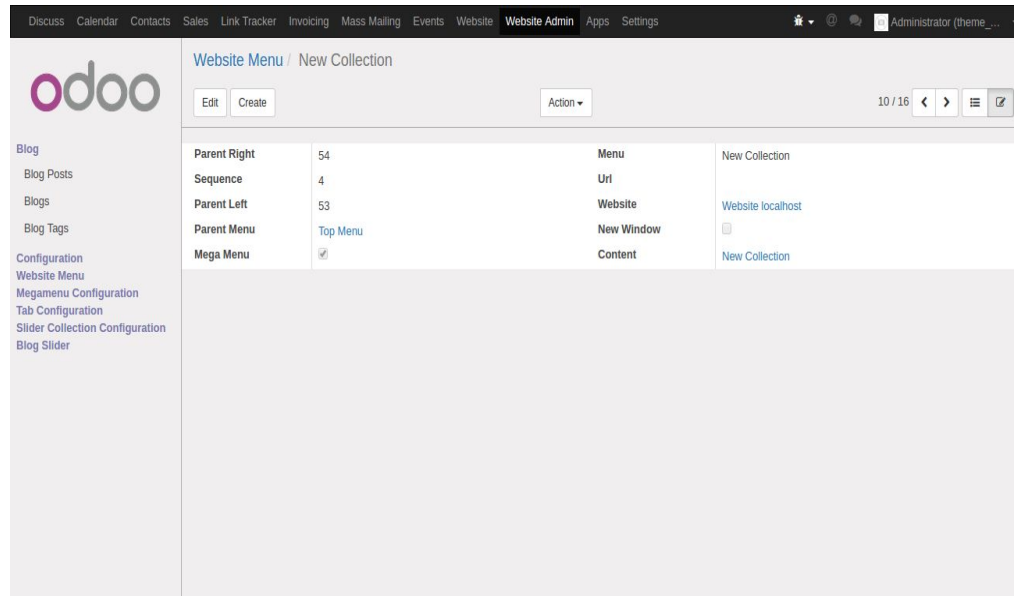 Discuss Calendar Contacts Sales Link Tracker Invoicing Mass Mailing Events Website Website Admin Apps Settings @ Administrator (theme_...
odoo
Website Menu / New Collection
Edit Create Action 10 / 16
Blog
Blog Posts
Blogs
Blog Tags
Configuration
Website Menu
Megamenu Configuration
Tab Configuration
Slider Collection Configuration
Blog Slider
Parent Right 54 Menu New Collection
Sequence 4 Url
Parent Left 53 Website Website localhost
Parent Menu Top Menu New Window
Mega Menu Content New Collection